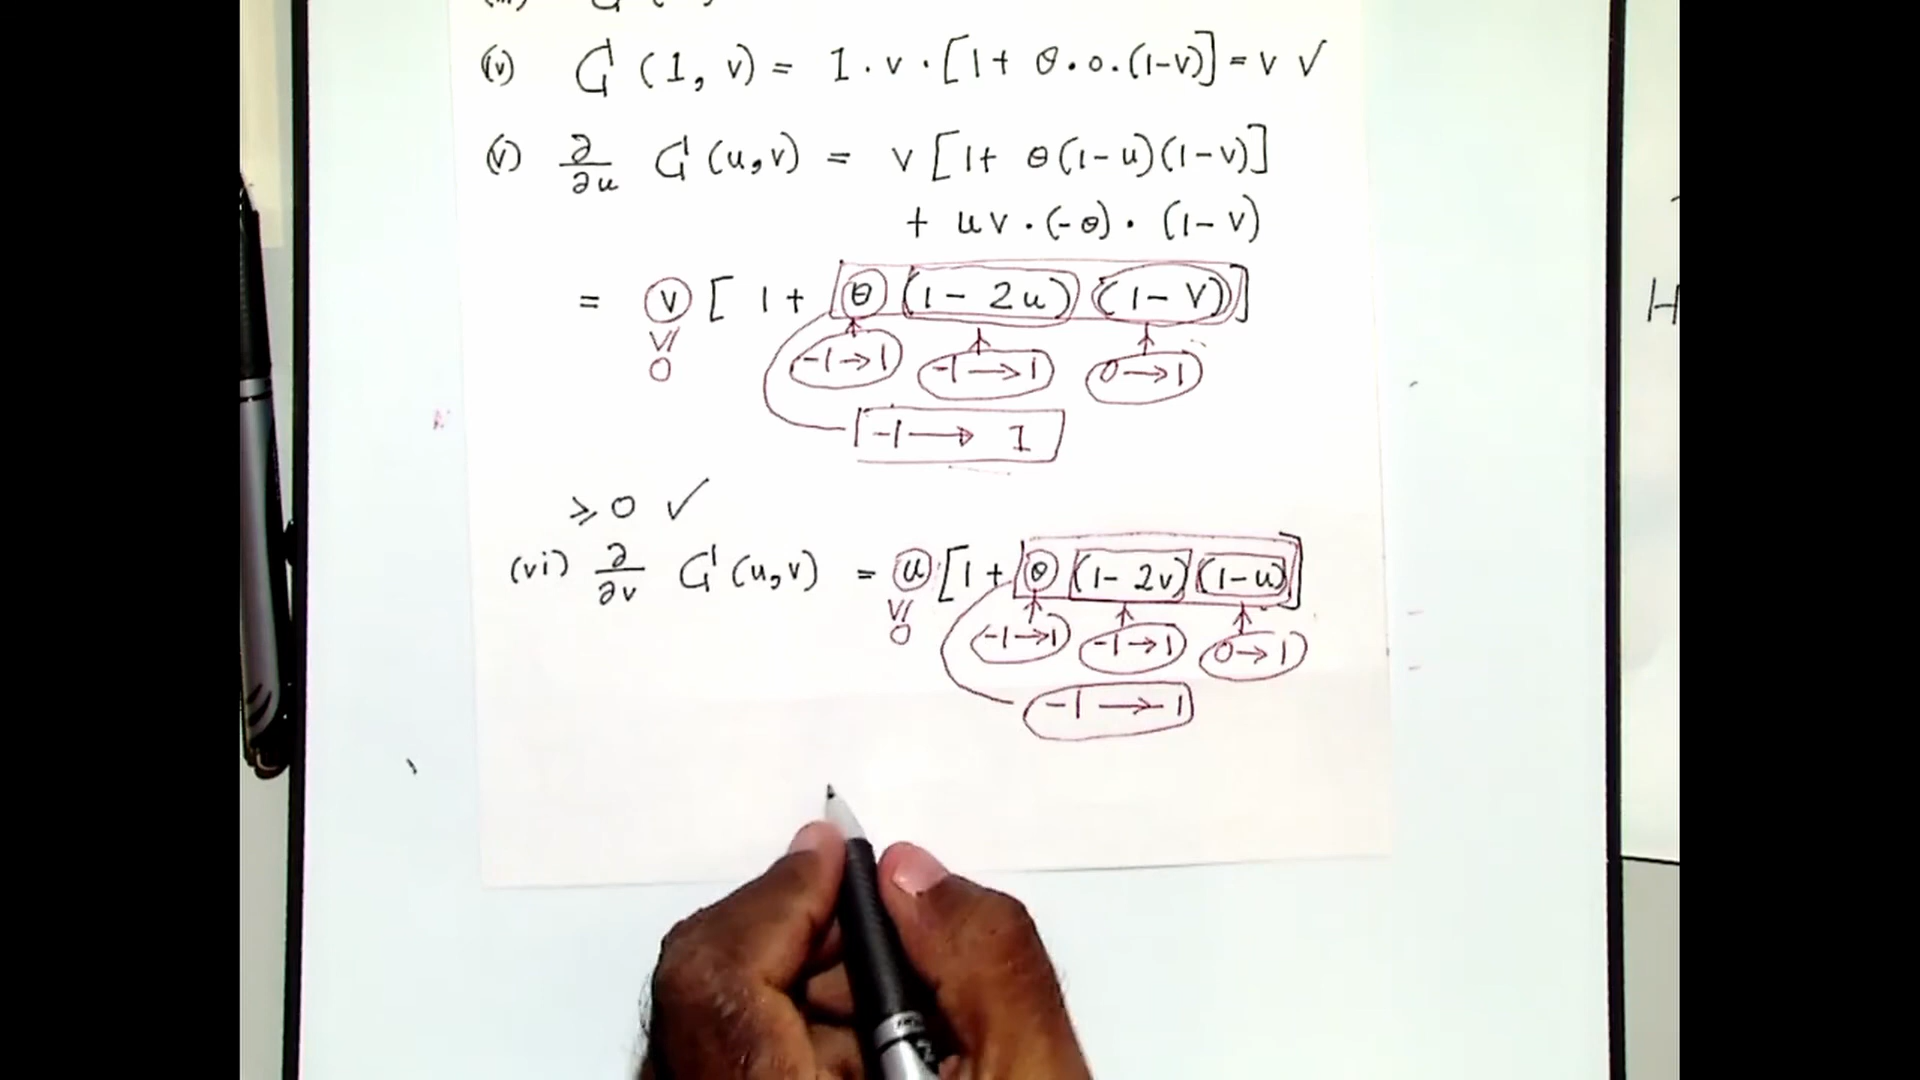 (iv) C(1, v) = 1 · v · [1 + θ · 0 · (1-v)] = v ✓
(v) ∂/∂u C(u,v) = v [1 + θ(1-u)(1-v)]
+ uv · (-θ) · (1-v)
= v [ 1 + θ (1 - 2u) (1 - v)]
≥ 0
-1 → 1 -1 → 1 0 → 1
-1 → 1
≥ 0 ✓
(vi) ∂/∂v C(u,v) = u [1 + θ (1 - 2v) (1-u)]
≥ 0
-1 → 1 -1 → 1 0 → 1
-1 → 1
H